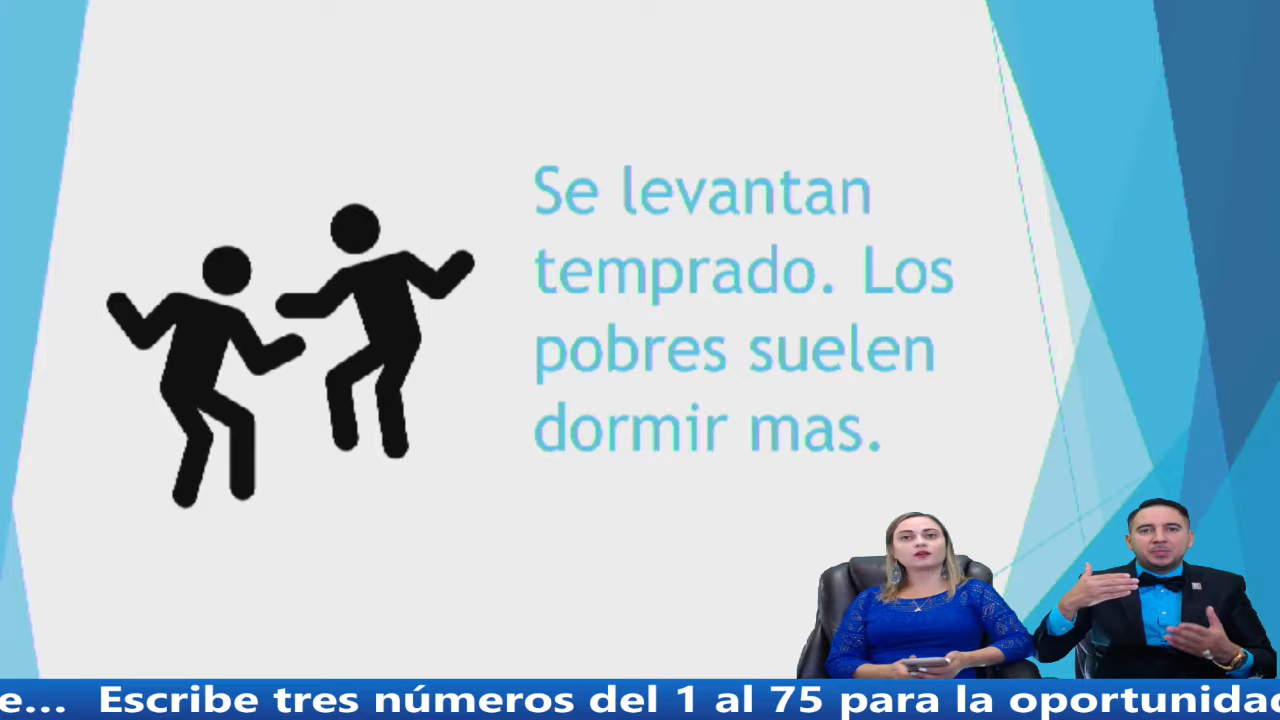 Se levantan
temprado. Los
pobres suelen
dormir mas.
e... Escribe tres números del 1 al 75 para la oportunidad